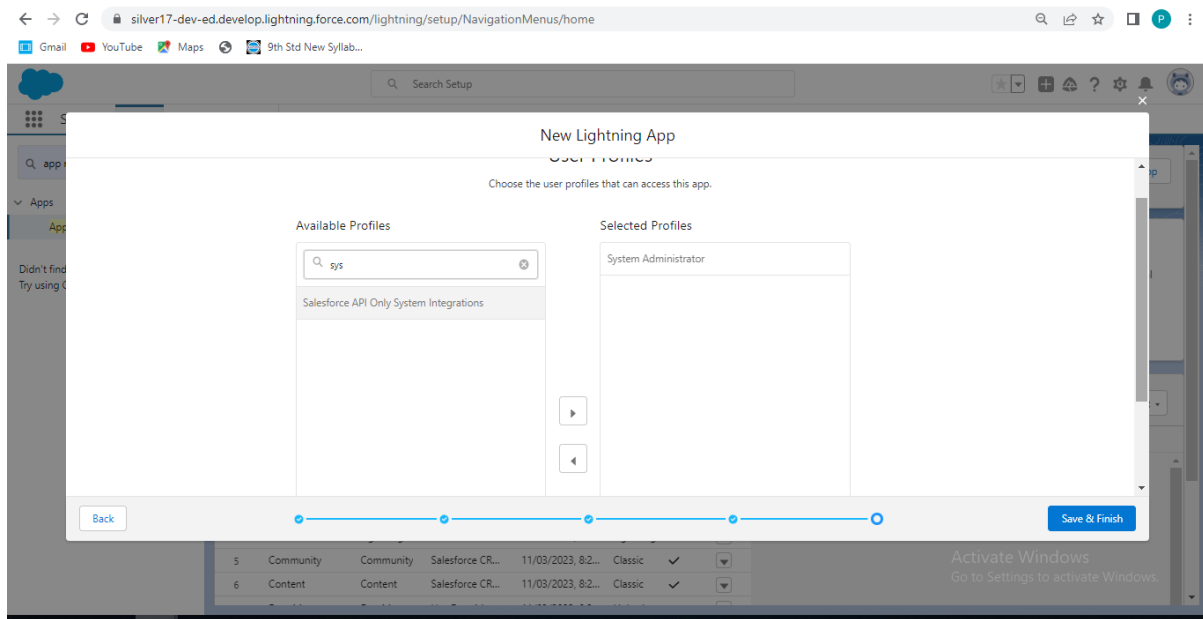 silver17-dev-ed.develop.lightning.force.com/lightning/setup/NavigationMenus/home
P
Gmail YouTube Maps 9th Std New Syllab...
Search Setup
New Lightning App
app
User Profiles
Choose the user profiles that can access this app.
Apps
App
Available Profiles Selected Profiles
sys
System Administrator
Didn't find
Try using
Salesforce API Only System Integrations
Back
Save & Finish
5 Community Community Salesforce CR... 11/03/2023, 8:2... Classic
6 Content Content Salesforce CR... 11/03/2023, 8:2... Classic
Activate Windows
Go to Settings to activate Windows.